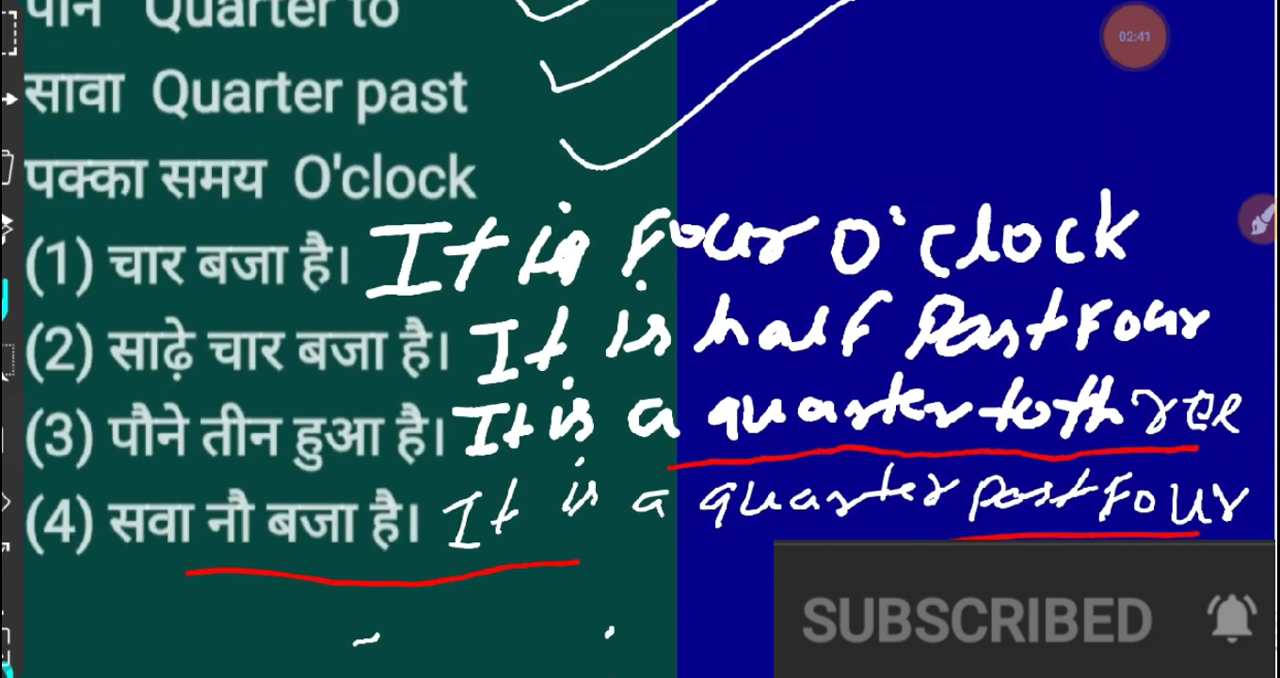 पौने Quarter to
सावा Quarter past
02:41
पक्का समय O'clock
(1) चार बजा है। It is four o'clock
(2) साढ़े चार बजा है। It is half Past Four
(3) पौने तीन हुआ है। It is a quarter to three
(4) सवा नौ बजा है। It is a quarter past Four
SUBSCRIBED